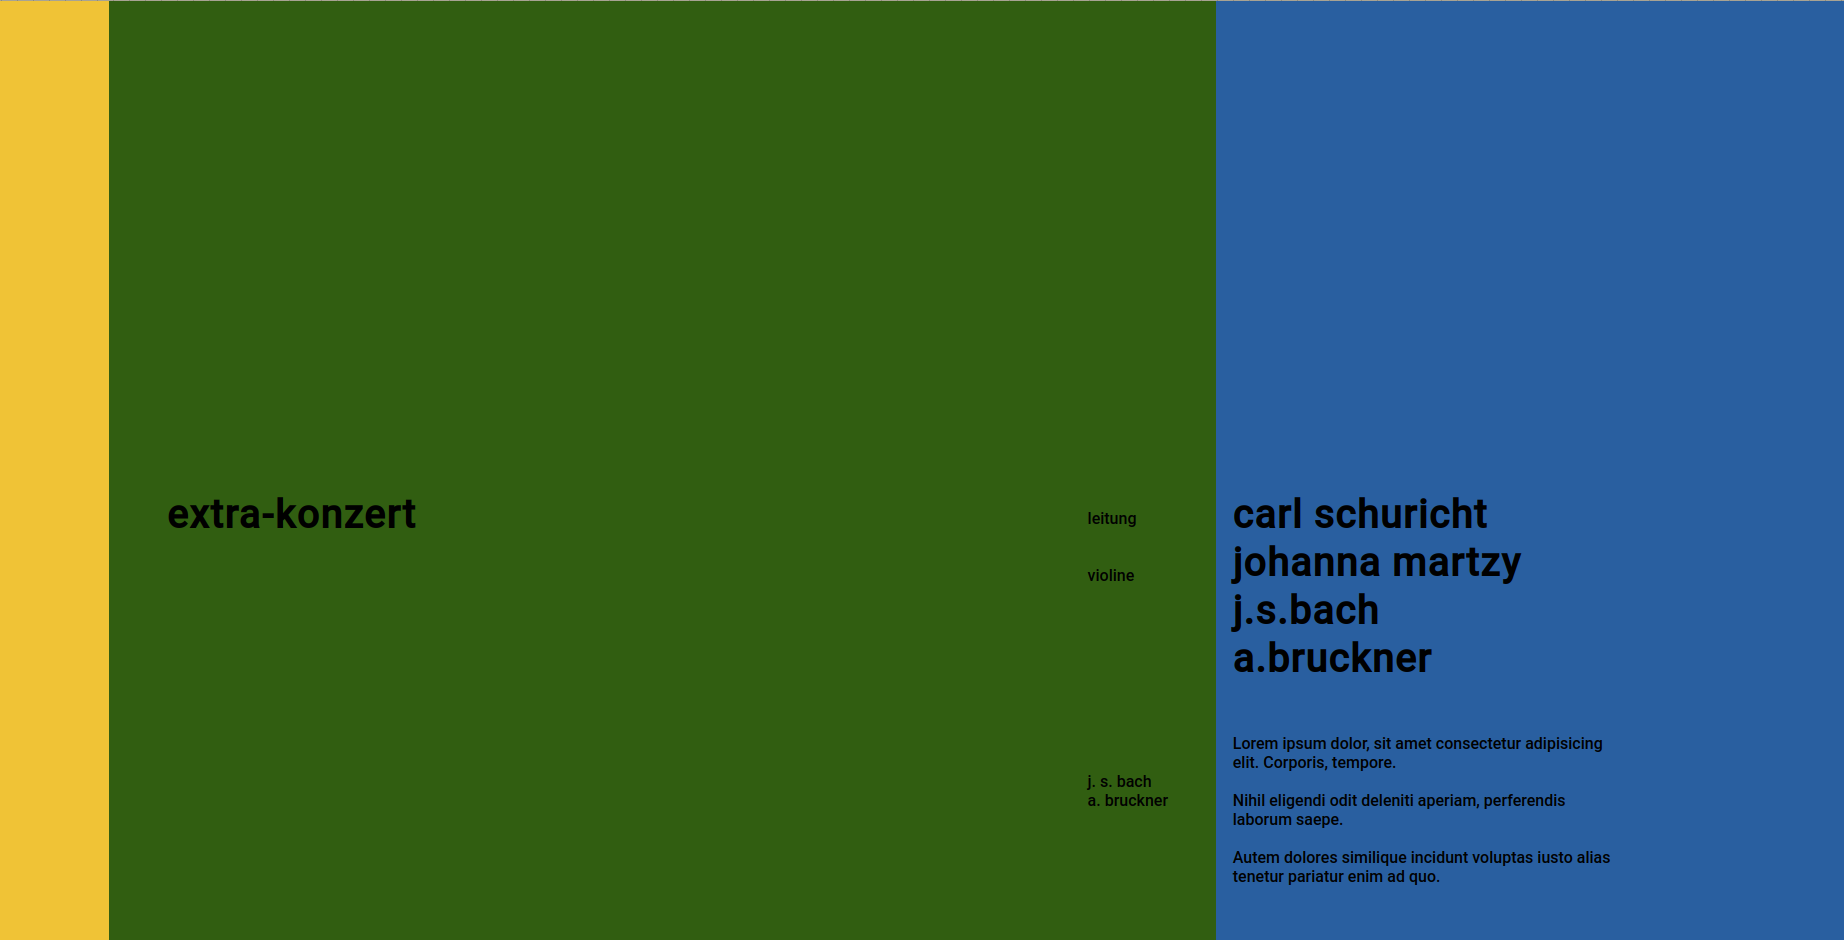 extra-konzert
leitung
violine
j. s. bach
a. bruckner
carl schuricht
johanna martzy
j.s.bach
a.bruckner
Lorem ipsum dolor, sit amet consectetur adipisicing
elit. Corporis, tempore.
Nihil eligendi odit deleniti aperiam, perferendis
laborum saepe.
Autem dolores similique incidunt voluptas iusto alias
tenetur pariatur enim ad quo.